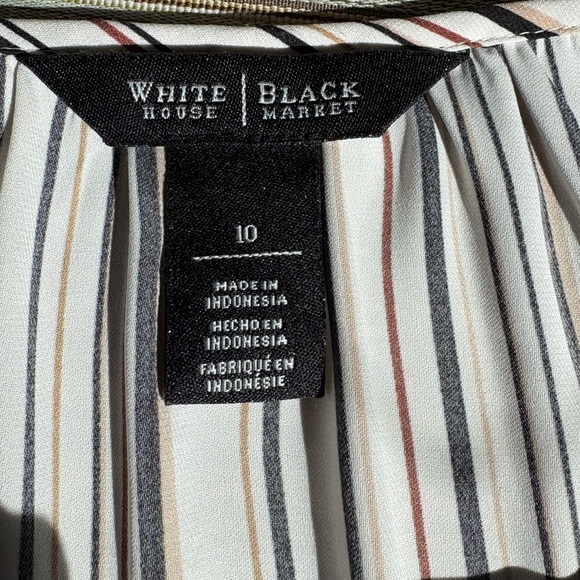 WHITE | BLACK
HOUSE | MARKET
10
MADE IN
INDONESIA
HECHO EN
INDONESIA
FABRIQUÉ EN
INDONÉSIE